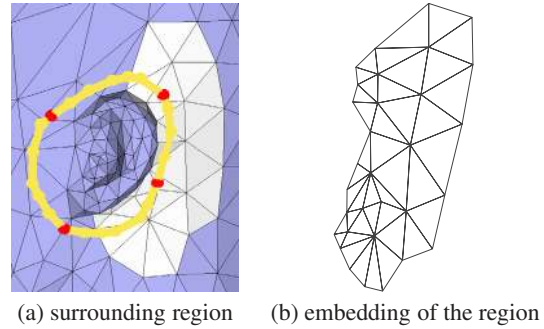 (a) surrounding region
(b) embedding of the region